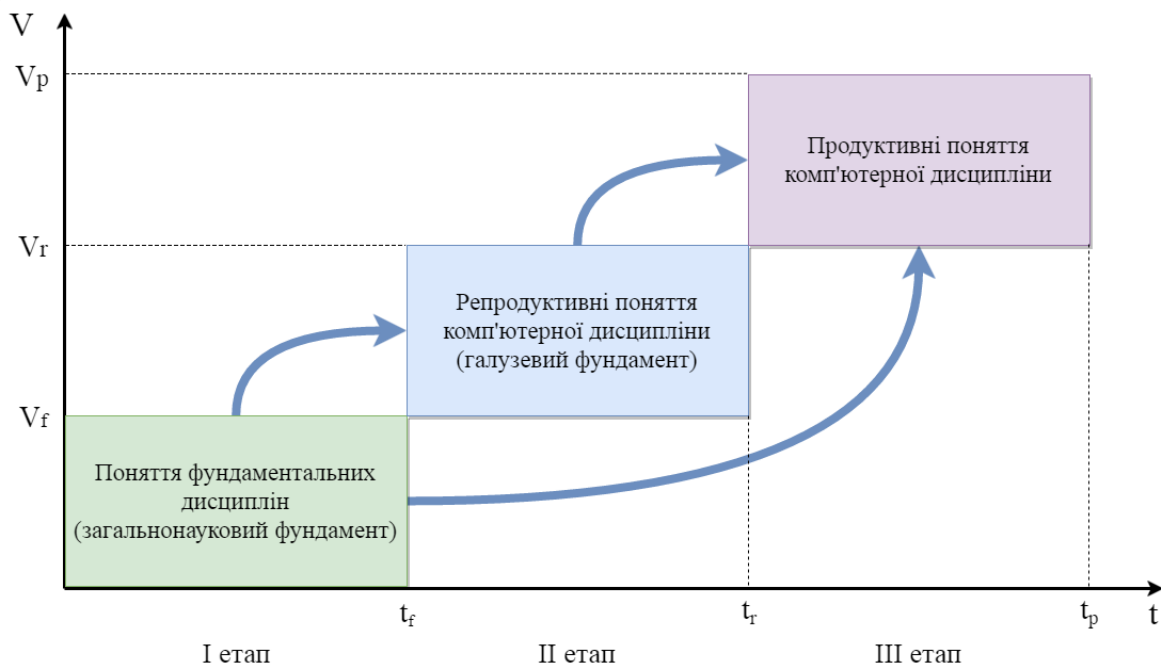 V
Vp
Продуктивні поняття
комп'ютерної дисципліни
Vr
Репродуктивні поняття
комп'ютерної дисципліни
(галузевий фундамент)
Vf
Поняття фундаментальних
дисциплін
(загальнонауковий фундамент)
tf
tr
tp
t
I етап
II етап
III етап